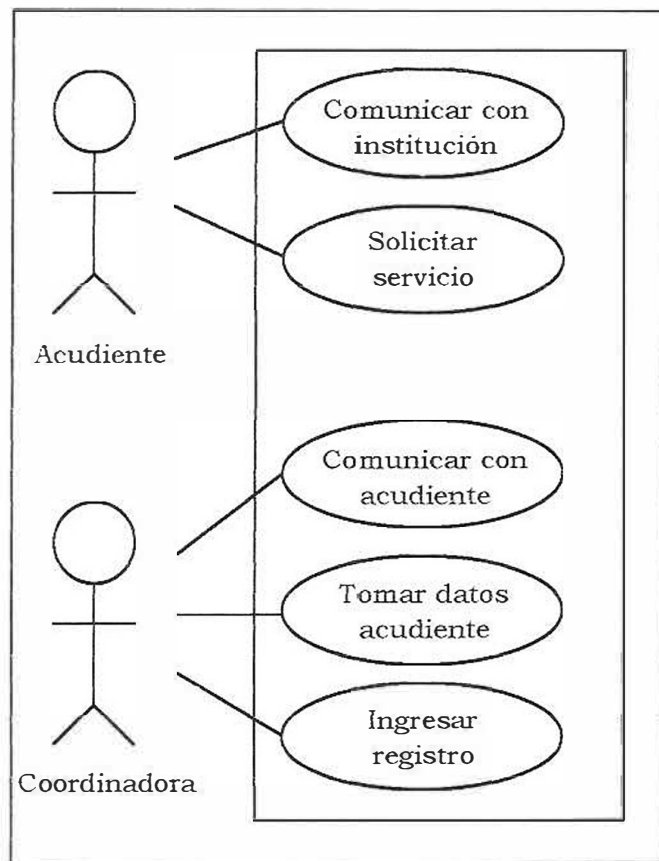 Comunicar con
institución
Solicitar
servicio
Acudiente
Comunicar con
acudiente
Tomar datos
acudiente
Ingresar
registro
Coordinadora